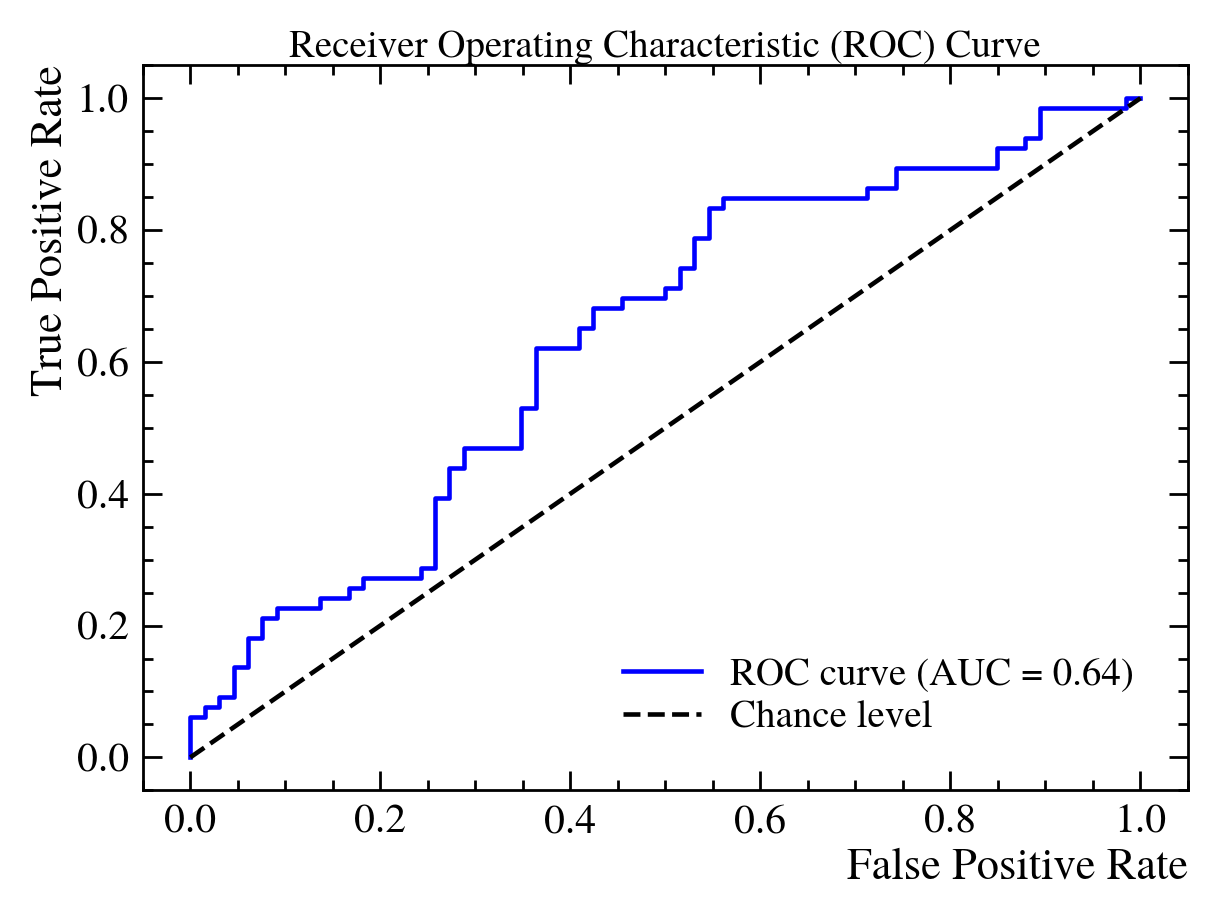 Receiver Operating Characteristic (ROC) Curve
True Positive Rate
1.0
0.8
0.6
0.4
0.2
0.0
ROC curve (AUC = 0.64)
Chance level
0.0 0.2 0.4 0.6 0.8 1.0
False Positive Rate